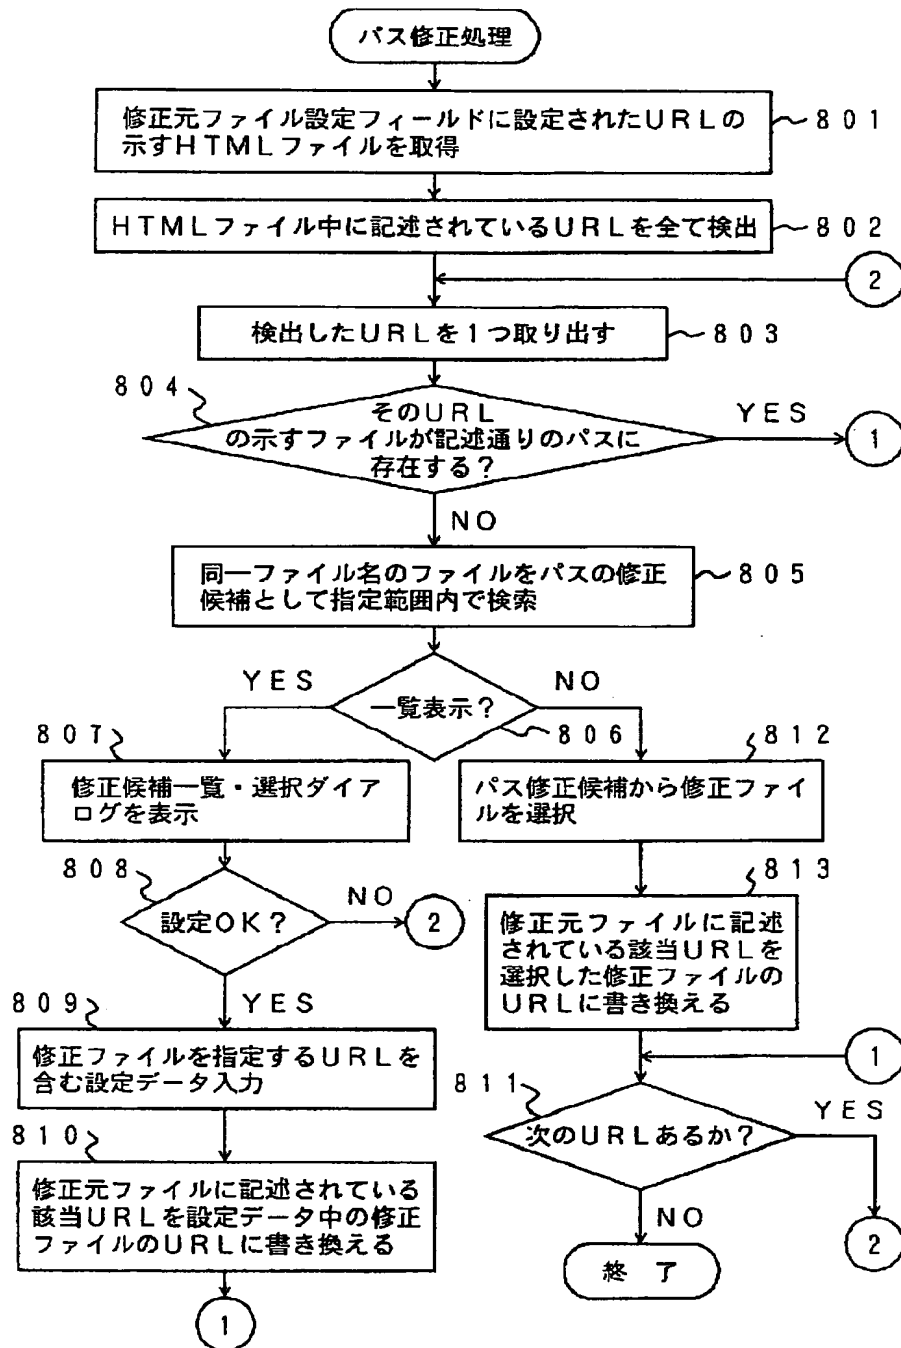 パス修正処理
修正元ファイル設定フィールドに設定されたURLの
示すHTMLファイルを取得
801
HTMLファイル中に記述されているURLを全て検出
802
2
検出したURLを1つ取り出す
803
804
そのURL
の示すファイルが記述通りのパスに
存在する?
YES
1
NO
同一ファイル名のファイルをパスの修正
候補として指定範囲内で検索
805
YES
一覧表示?
NO
806
807
修正候補一覧・選択ダイア
ログを表示
812
パス修正候補から修正ファイ
ルを選択
808
設定OK?
NO
2
813
修正元ファイルに記述
されている該当URLを
選択した修正ファイルの
URLに書き換える
YES
809
修正ファイルを指定するURLを
含む設定データ入力
1
811
次のURLあるか?
YES
810
修正元ファイルに記述されている
該当URLを設定データ中の修正
ファイルのURLに書き換える
NO
2
終 了
1